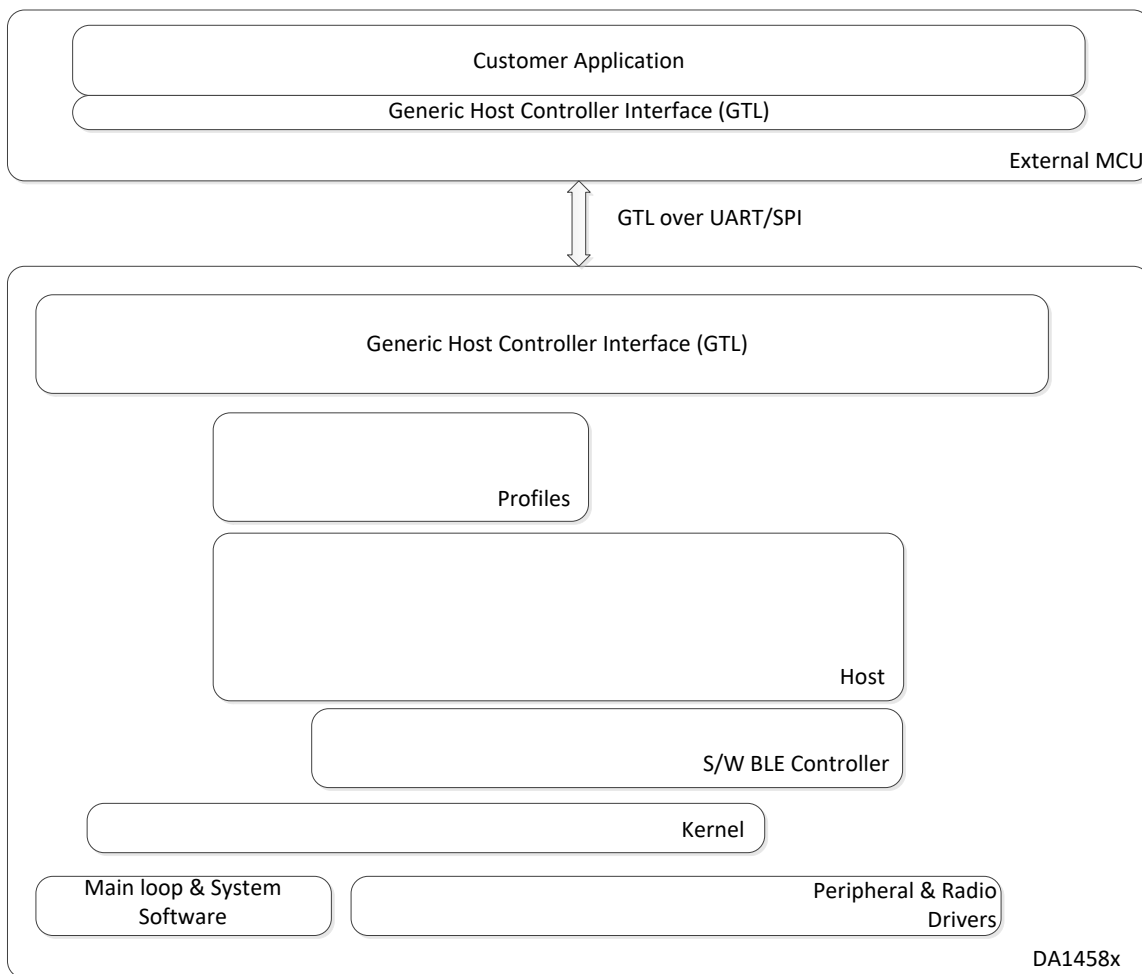 Customer Application
Generic Host Controller Interface (GTL)
External MCU
GTL over UART/SPI
Generic Host Controller Interface (GTL)
Profiles
Host
S/W BLE Controller
Kernel
Main loop & System
Software
Peripheral & Radio
Drivers
DA1458x